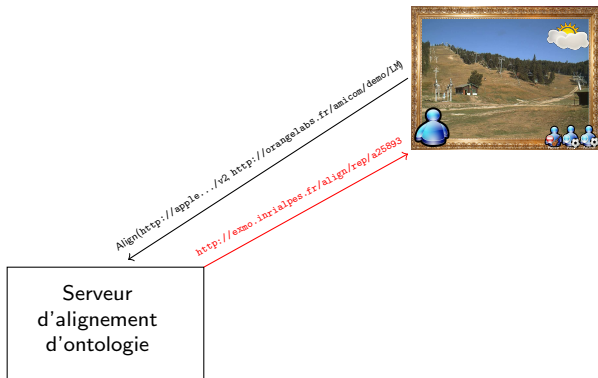 Align(http://apple.../v2 http://orangelabs.fr/amicom/demo/LM)
http://exmo.inrialpes.fr/align/rep/a25893
Serveur
d'alignement
d'ontologie